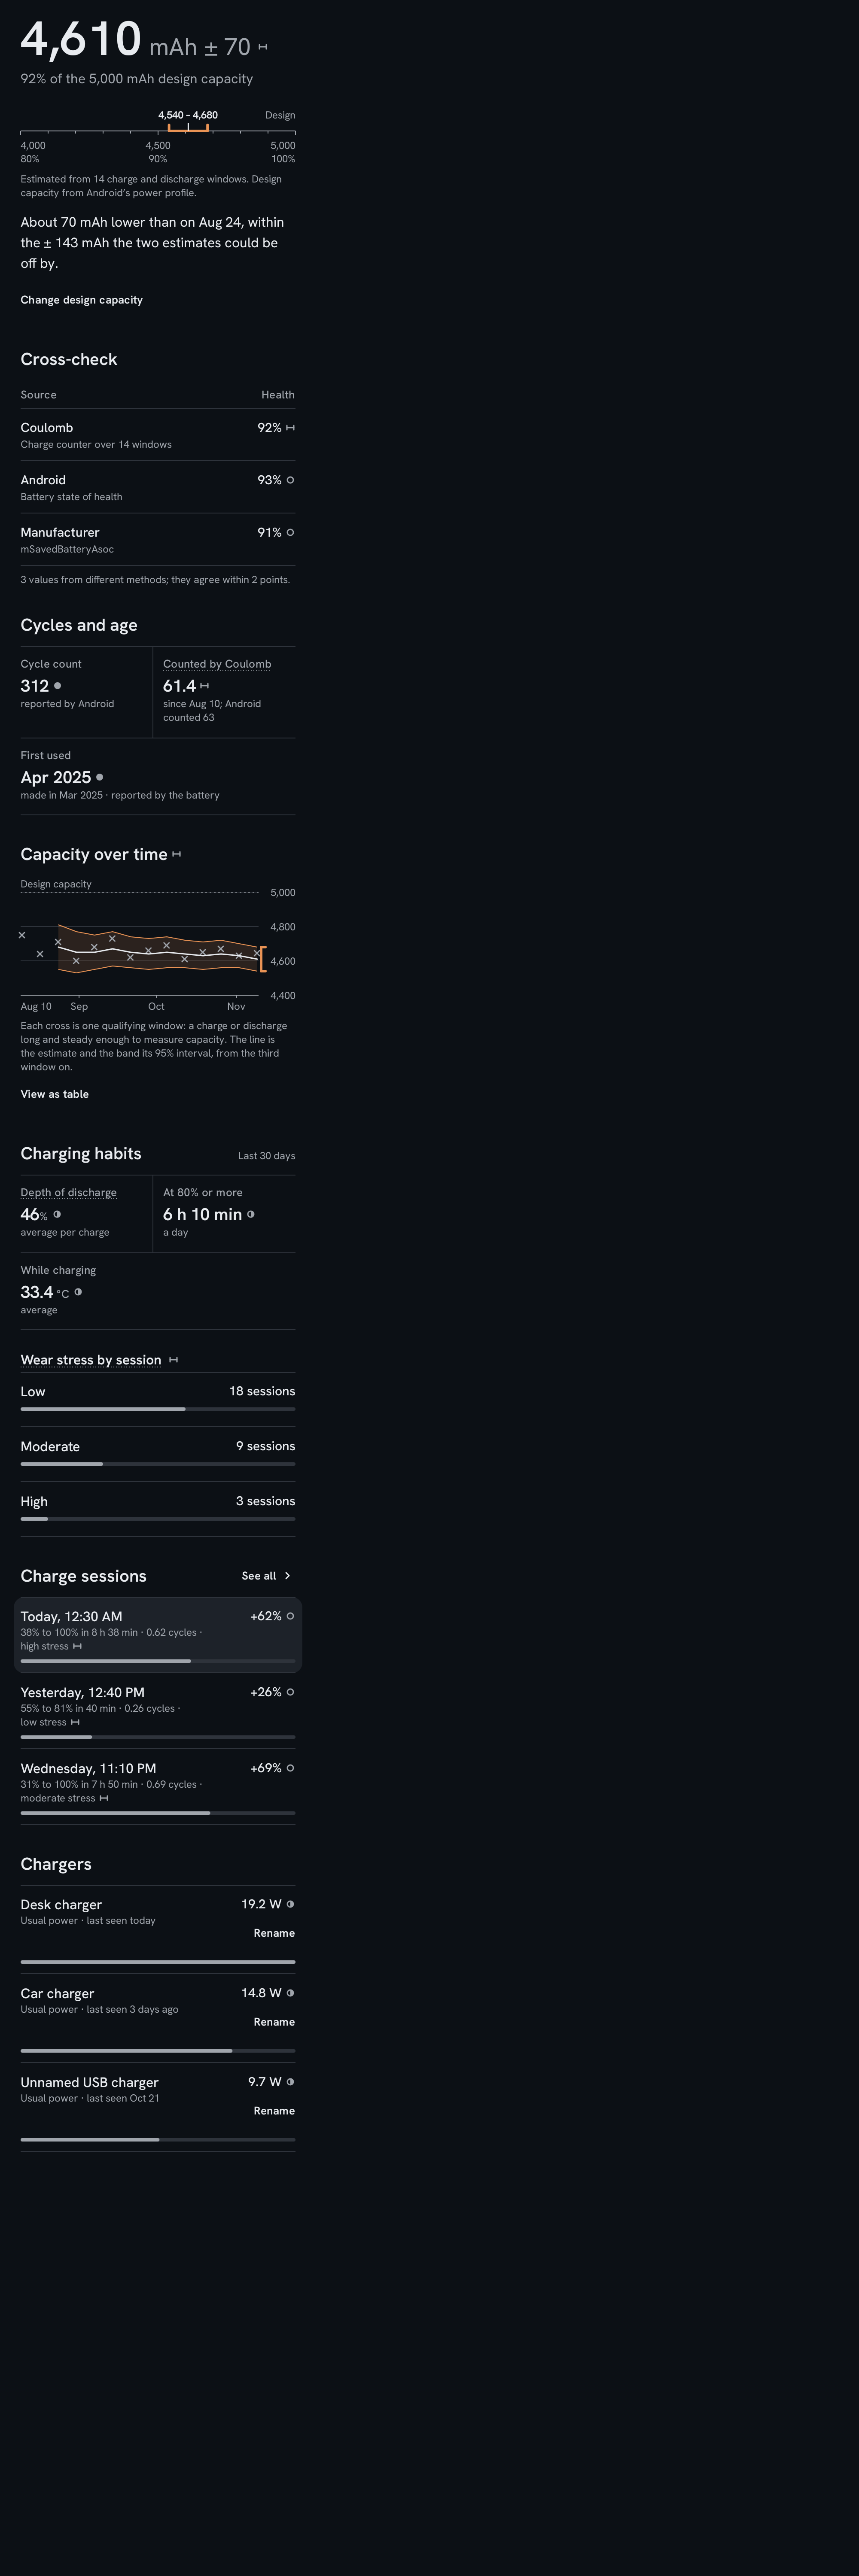 4,610 mAh ± 70
92% of the 5,000 mAh design capacity
4,540 – 4,680
Design
4,000
4,500
5,000
80%
90%
100%
Estimated from 14 charge and discharge windows. Design
capacity from Android’s power profile.
About 70 mAh lower than on Aug 24, within
the ± 143 mAh the two estimates could be
off by.
Change design capacity
Cross-check
Source
Health
Coulomb
92%
Charge counter over 14 windows
Android
93%
Battery state of health
Manufacturer
91%
mSavedBatteryAsoc
3 values from different methods; they agree within 2 points.
Cycles and age
Cycle count
312
reported by Android
Counted by Coulomb
61.4
since Aug 10; Android
counted 63
First used
Apr 2025
made in Mar 2025 · reported by the battery
Capacity over time
Design capacity
5,000
4,800
4,600
4,400
Aug 10
Sep
Oct
Nov
Each cross is one qualifying window: a charge or discharge
long and steady enough to measure capacity. The line is
the estimate and the band its 95% interval, from the third
window on.
View as table
Charging habits
Last 30 days
Depth of discharge
46%
average per charge
At 80% or more
6 h 10 min
a day
While charging
33.4 °C
average
Wear stress by session
Low
18 sessions
Moderate
9 sessions
High
3 sessions
Charge sessions
See all
Today, 12:30 AM
+62%
38% to 100% in 8 h 38 min · 0.62 cycles ·
high stress
Yesterday, 12:40 PM
+26%
55% to 81% in 40 min · 0.26 cycles ·
low stress
Wednesday, 11:10 PM
+69%
31% to 100% in 7 h 50 min · 0.69 cycles ·
moderate stress
Chargers
Desk charger
19.2 W
Usual power · last seen today
Rename
Car charger
14.8 W
Usual power · last seen 3 days ago
Rename
Unnamed USB charger
9.7 W
Usual power · last seen Oct 21
Rename